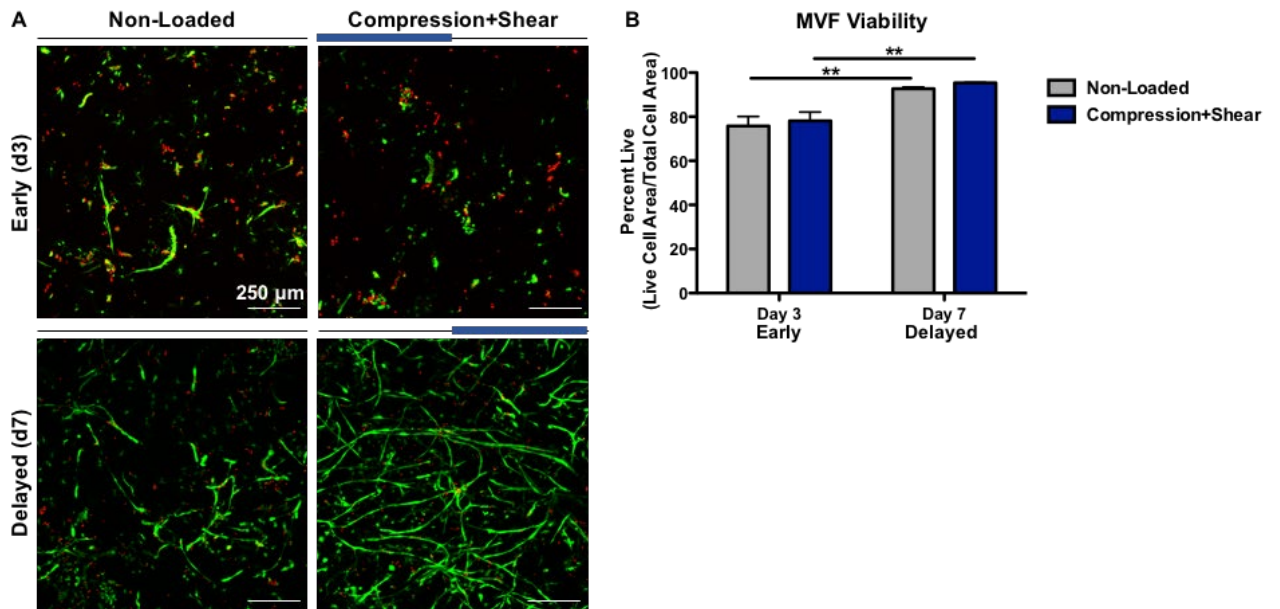 A
Non-Loaded
Compression+Shear
Early (d3)
250 µm
Delayed (d7)
B
MVF Viability
Percent Live
(Live Cell Area/Total Cell Area)
100
80
60
40
20
0
**
**
Day 3
Early
Day 7
Delayed
Non-Loaded
Compression+Shear